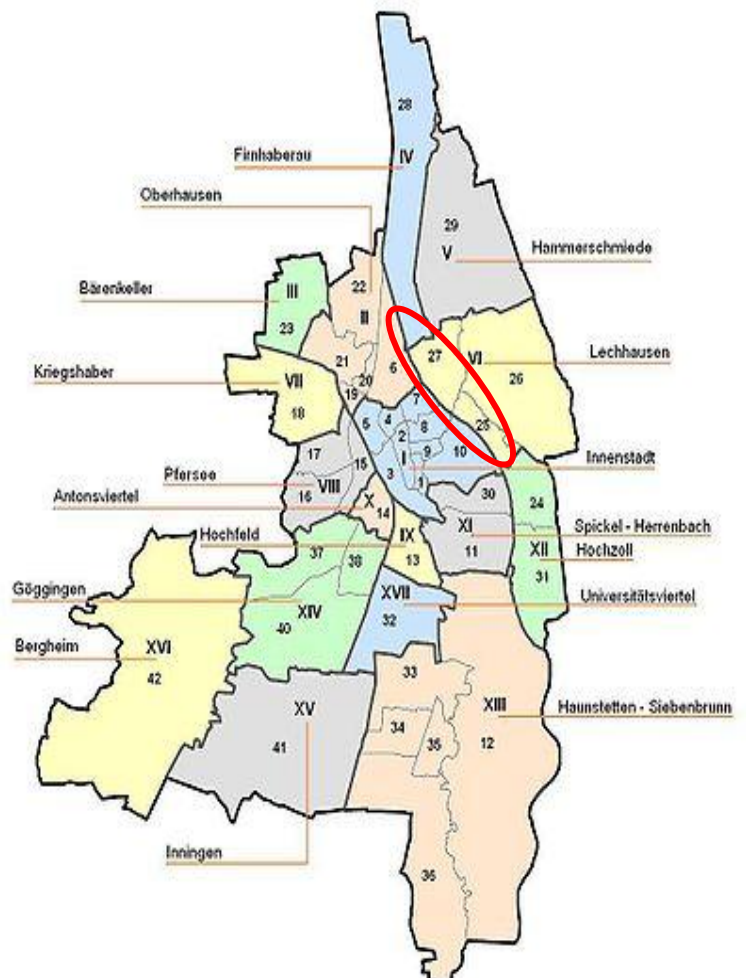 28
Firnhaberau
IV
Oberhausen
29
Hammerschmiede
V
22
Bärenkeller
III
II
23
27
VI
Lechhausen
21
6
26
Kriegshaber
VII
20
19
18
7
5
4
8
25
2
17
9
10
Innenstadt
15
I
Pfersee
VIII
3
1
16
30
24
Antonsviertel
X
14
XI
Spickel - Herrenbach
Hochfeld
IX
11
XII
Hochzoll
37
38
13
31
Göggingen
XVII
Universitätsviertel
XIV
32
40
Bergheim
XVI
42
33
XV
XIII
Haunstetten - Siebenbrunn
34
41
35
12
Inningen
36